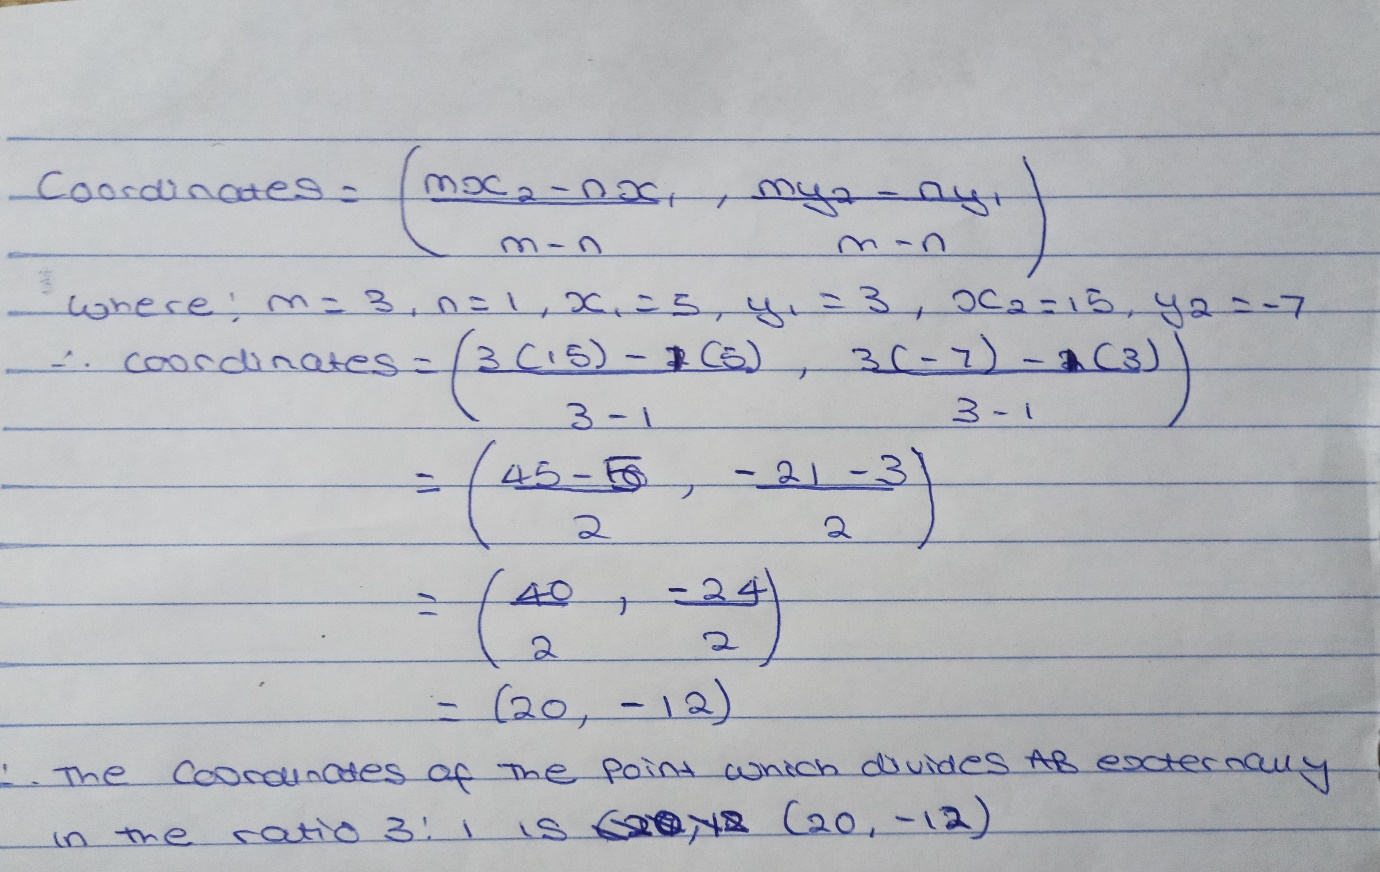 Coordinates = (mx₂ - nx₁ / m - n , my₂ - ny₁ / m - n)
where; m = 3, n = 1, x₁ = 5, y₁ = 3, x₂ = 15, y₂ = -7
∴ coordinates = (3(15) - 1(5) / 3 - 1 , 3(-7) - 1(3) / 3 - 1)
= (45 - 5 / 2 , -21 - 3 / 2)
= (40 / 2 , -24 / 2)
= (20, -12)
∴ The Coordinates of the point which divides AB externally
in the ratio 3:1 is (20, -12)